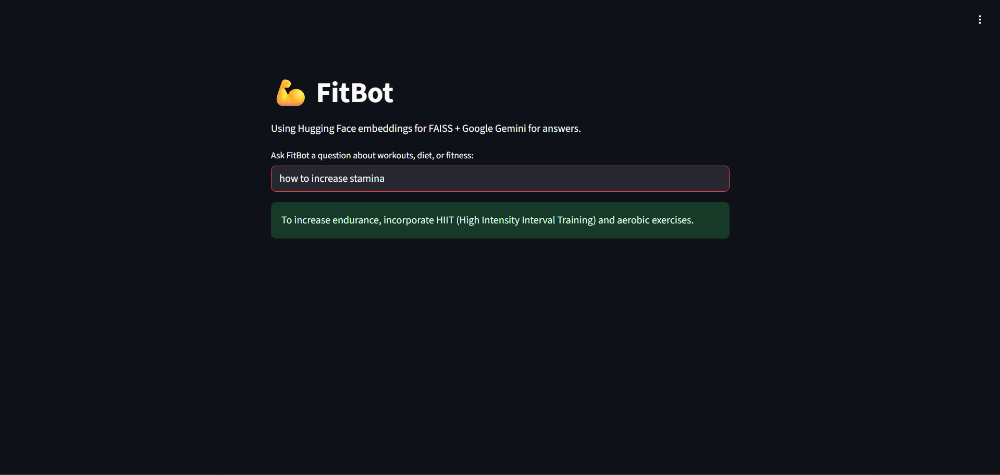 💪 FitBot
Using Hugging Face embeddings for FAISS + Google Gemini for answers.
Ask FitBot a question about workouts, diet, or fitness:
how to increase stamina
To increase endurance, incorporate HIIT (High Intensity Interval Training) and aerobic exercises.